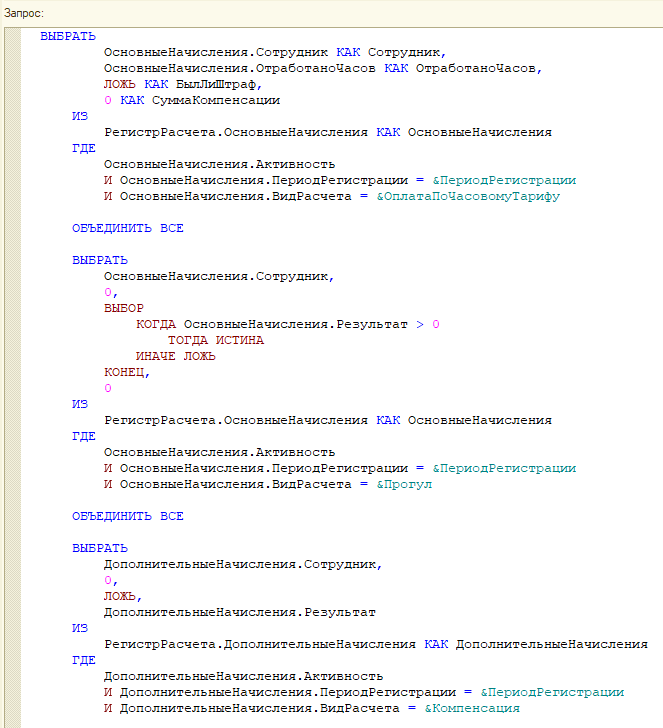 Запрос:
ВЫБРАТЬ
ОсновныеНачисления.Сотрудник КАК Сотрудник,
ОсновныеНачисления.ОтработаноЧасов КАК ОтработаноЧасов,
ЛОЖЬ КАК БылЛиШтраф,
0 КАК СуммаКомпенсации
ИЗ
РегистрРасчета.ОсновныеНачисления КАК ОсновныеНачисления
ГДЕ
ОсновныеНачисления.Активность
И ОсновныеНачисления.ПериодРегистрации = &ПериодРегистрации
И ОсновныеНачисления.ВидРасчета = &ОплатаПоЧасовомуТарифу
ОБЪЕДИНИТЬ ВСЕ
ВЫБРАТЬ
ОсновныеНачисления.Сотрудник,
0,
ВЫБОР
КОГДА ОсновныеНачисления.Результат > 0
ТОГДА ИСТИНА
ИНАЧЕ ЛОЖЬ
КОНЕЦ,
0
ИЗ
РегистрРасчета.ОсновныеНачисления КАК ОсновныеНачисления
ГДЕ
ОсновныеНачисления.Активность
И ОсновныеНачисления.ПериодРегистрации = &ПериодРегистрации
И ОсновныеНачисления.ВидРасчета = &Прогул
ОБЪЕДИНИТЬ ВСЕ
ВЫБРАТЬ
ДополнительныеНачисления.Сотрудник,
0,
ЛОЖЬ,
ДополнительныеНачисления.Результат
ИЗ
РегистрРасчета.ДополнительныеНачисления КАК ДополнительныеНачисления
ГДЕ
ДополнительныеНачисления.Активность
И ДополнительныеНачисления.ПериодРегистрации = &ПериодРегистрации
И ДополнительныеНачисления.ВидРасчета = &Компенсация